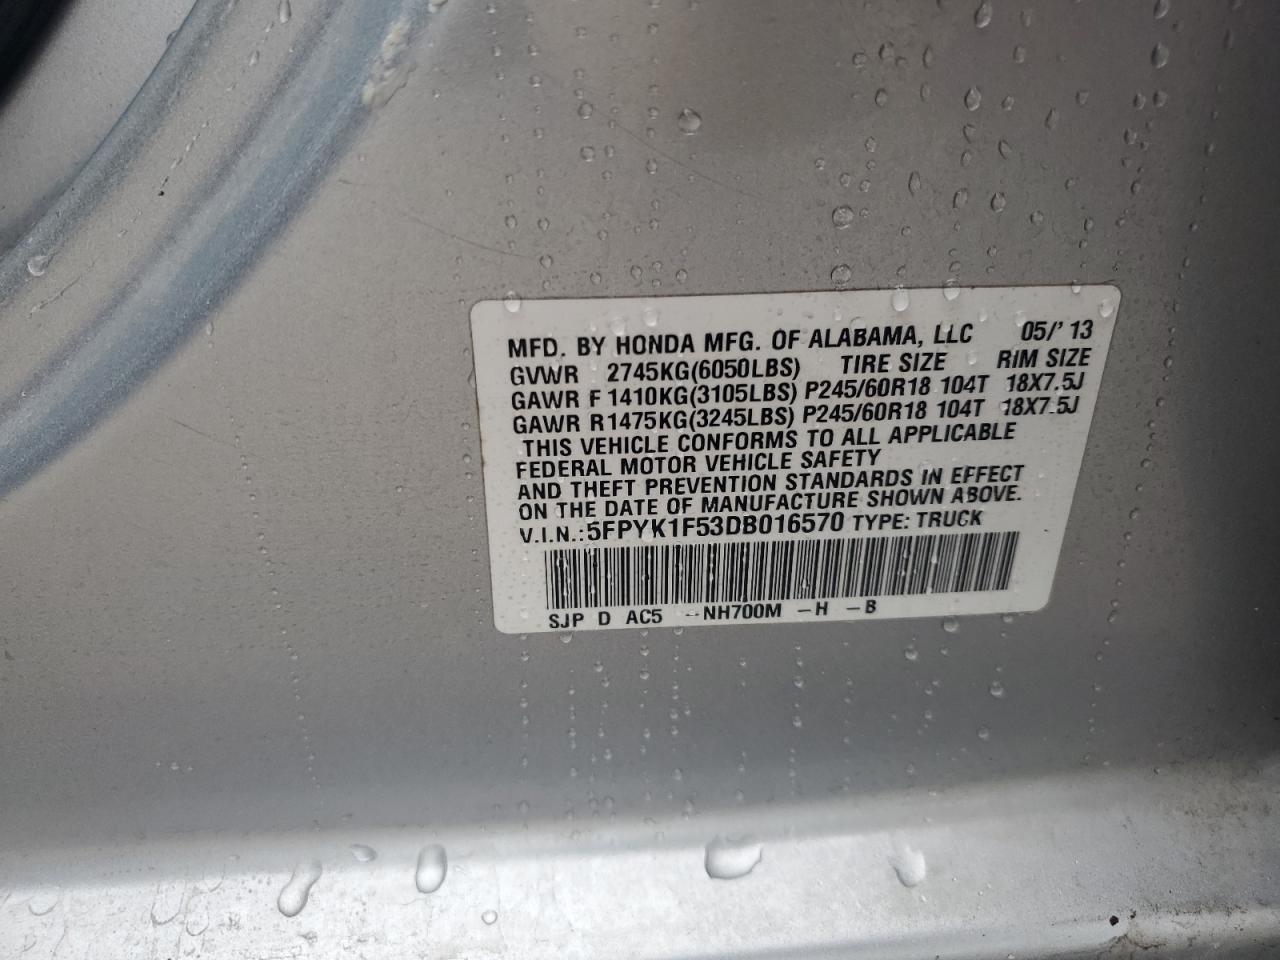 MFD. BY HONDA MFG. OF ALABAMA, LLC 05/'13
GVWR 2745KG(6050LBS) TIRE SIZE RIM SIZE
GAWR F 1410KG(3105LBS) P245/60R18 104T 18X7.5J
GAWR R1475KG(3245LBS) P245/60R18 104T 18X7.5J
THIS VEHICLE CONFORMS TO ALL APPLICABLE
FEDERAL MOTOR VEHICLE SAFETY
AND THEFT PREVENTION STANDARDS IN EFFECT
ON THE DATE OF MANUFACTURE SHOWN ABOVE.
V.I.N.:5FPYK1F53DB016570 TYPE: TRUCK
SJP D AC5 --NH700M -H -B